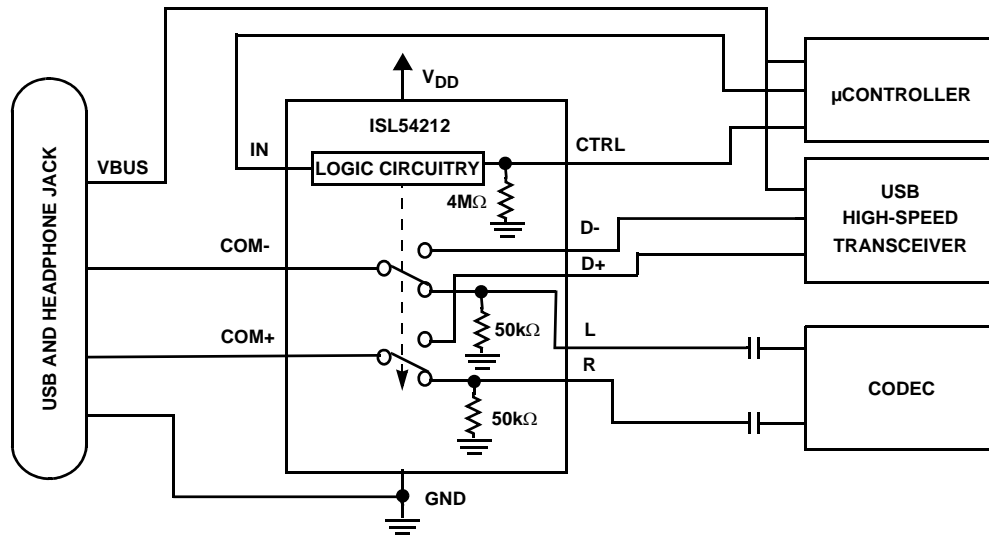 VDD
µCONTROLLER
ISL54212
IN
CTRL
LOGIC CIRCUITRY
VBUS
4MΩ
USB
HIGH-SPEED
TRANSCEIVER
D-
COM-
D+
USB AND HEADPHONE JACK
50kΩ
L
COM+
R
CODEC
50kΩ
GND